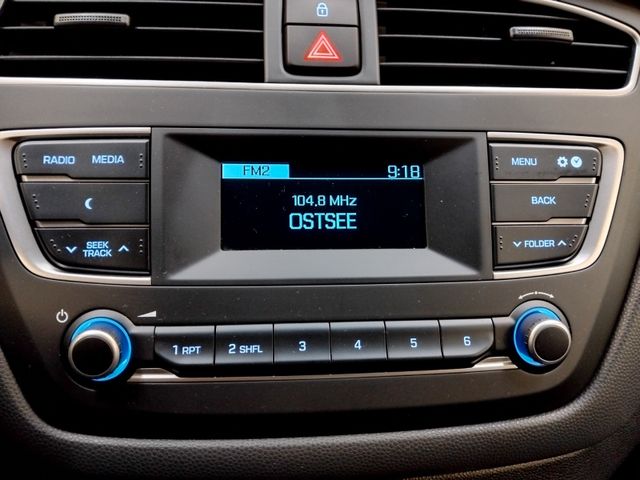 RADIO MEDIA
FM2 9:18
104.8 MHz
OSTSEE
MENU
BACK
SEEK
TRACK
FOLDER
1 RPT 2 SHFL 3 4 5 6